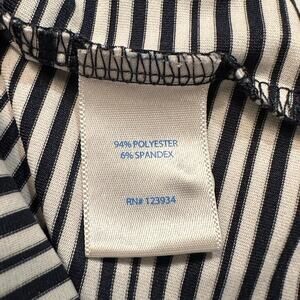 94% POLYESTER
6% SPANDEX
RN# 123934